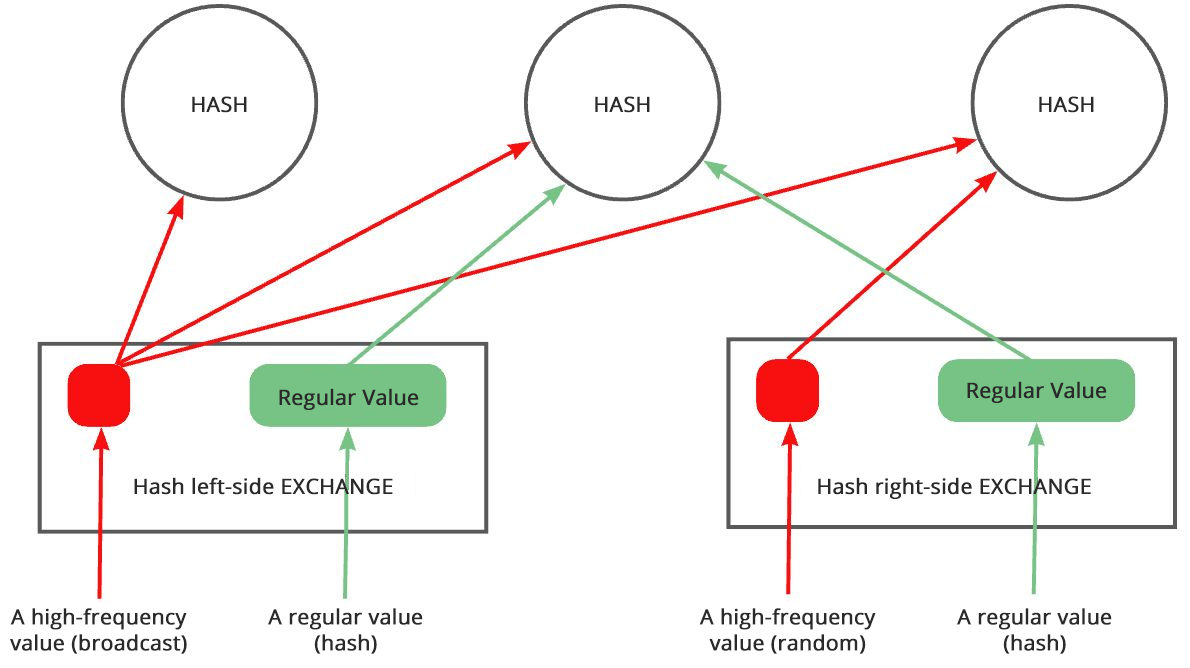 HASH
HASH
HASH
Regular Value
Regular Value
Hash left-side EXCHANGE
Hash right-side EXCHANGE
A high-frequency
value (broadcast)
A regular value
(hash)
A high-frequency
value (random)
A regular value
(hash)